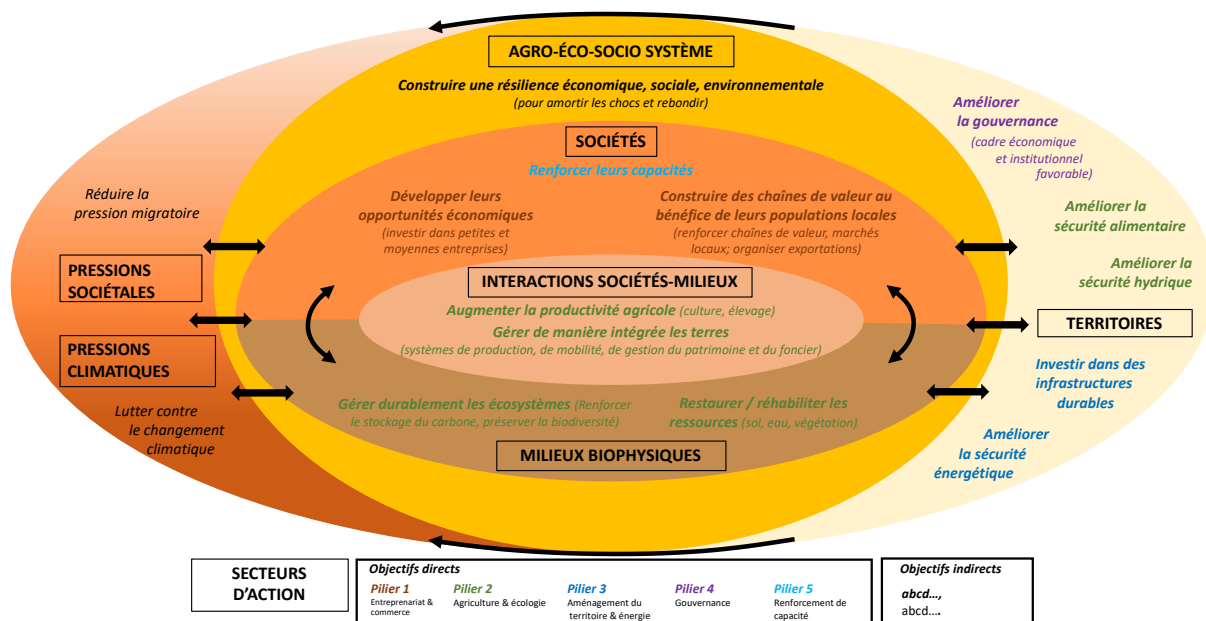 AGRO-ÉCO-SOCIO SYSTÈME
Construire une résilience économique, sociale, environnementale
(pour amortir les chocs et rebondir)
SOCIÉTÉS
Renforcer leurs capacités
Développer leurs
opportunités économiques
(investir dans petites et
moyennes entreprises)
Construire des chaînes de valeur au
bénéfice de leurs populations locales
(renforcer chaînes de valeur, marchés
locaux; organiser exportations)
INTERACTIONS SOCIÉTÉS-MILIEUX
Augmenter la productivité agricole (culture, élevage)
Gérer de manière intégrée les terres
(systèmes de production, de mobilité, de gestion du patrimoine et du foncier)
Gérer durablement les écosystèmes (Renforcer
le stockage du carbone, préserver la biodiversité)
Restaurer / réhabiliter les
ressources (sol, eau, végétation)
MILIEUX BIOPHYSIQUES
Réduire la
pression migratoire
PRESSIONS
SOCIÉTALES
PRESSIONS
CLIMATIQUES
Lutter contre
le changement
climatique
Améliorer
la gouvernance
(cadre économique
et institutionnel
favorable)
Améliorer la
sécurité alimentaire
Améliorer la
sécurité hydrique
TERRITOIRES
Investir dans des
infrastructures
durables
Améliorer
la sécurité
énergétique
SECTEURS
D'ACTION
Objectifs directs
Pilier 1
Entreprenariat &
commerce
Pilier 2
Agriculture & écologie
Pilier 3
Aménagement du
territoire & énergie
Pilier 4
Gouvernance
Pilier 5
Renforcement de
capacité
Objectifs indirects
abcd…,
abcd….